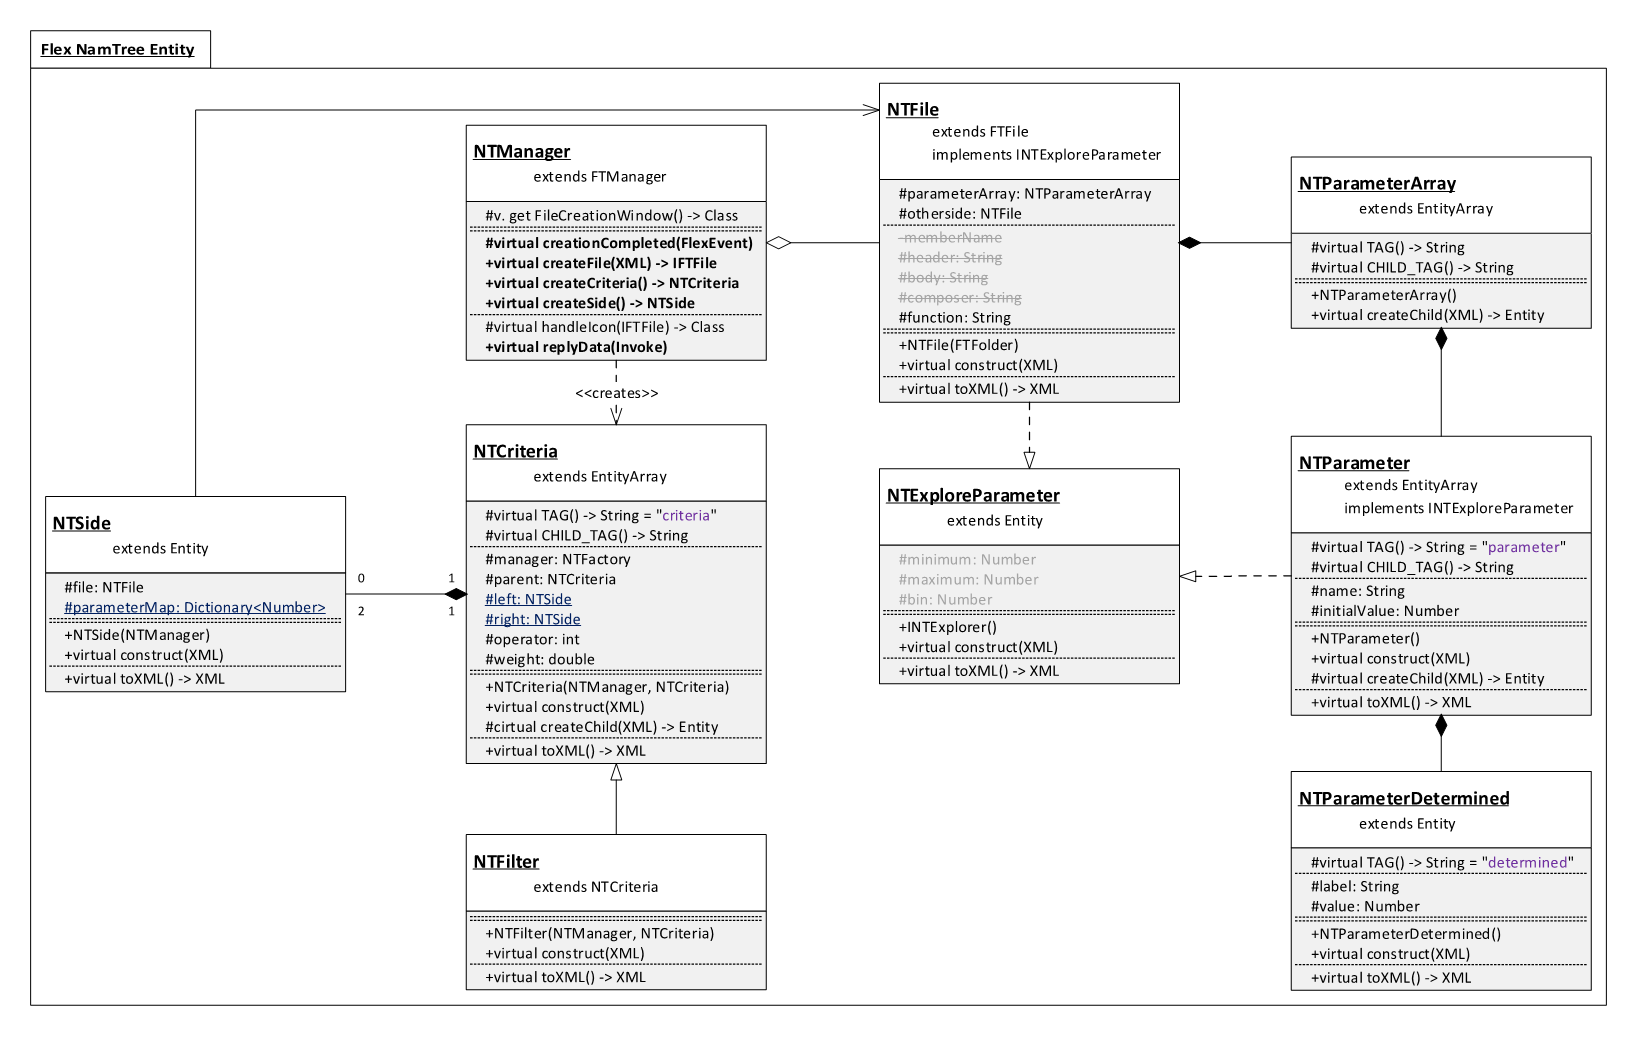 Flex NamTree Entity
NTManager
extends FTManager
#v. get FileCreationWindow() -> Class
#virtual creationCompleted(FlexEvent)
+virtual createFile(XML) -> IFTFile
+virtual createCriteria() -> NTCriteria
+virtual createSide() -> NTSide
#virtual handleIcon(IFTFile) -> Class
+virtual replyData(Invoke)
<<creates>>
NTFile
extends FTFile
implements INTExploreParameter
#parameterArray: NTParameterArray
#otherside: NTFile
-memberName
#header: String
#body: String
#composer: String
#function: String
+NTFile(FTFolder)
+virtual construct(XML)
+virtual toXML() -> XML
NTParameterArray
extends EntityArray
#virtual TAG() -> String
#virtual CHILD_TAG() -> String
+NTParameterArray()
+virtual createChild(XML) -> Entity
NTSide
extends Entity
#file: NTFile
#parameterMap: Dictionary<Number>
+NTSide(NTManager)
+virtual construct(XML)
+virtual toXML() -> XML
0 1
2 1
NTCriteria
extends EntityArray
#virtual TAG() -> String = "criteria"
#virtual CHILD_TAG() -> String
#manager: NTFactory
#parent: NTCriteria
#left: NTSide
#right: NTSide
#operator: int
#weight: double
+NTCriteria(NTManager, NTCriteria)
+virtual construct(XML)
#cirtual createChild(XML) -> Entity
+virtual toXML() -> XML
NTExploreParameter
extends Entity
#minimum: Number
#maximum: Number
#bin: Number
+INTExplorer()
+virtual construct(XML)
+virtual toXML() -> XML
NTParameter
extends EntityArray
implements INTExploreParameter
#virtual TAG() -> String = "parameter"
#virtual CHILD_TAG() -> String
#name: String
#initialValue: Number
+NTParameter()
+virtual construct(XML)
#virtual createChild(XML) -> Entity
+virtual toXML() -> XML
NTFilter
extends NTCriteria
+NTFilter(NTManager, NTCriteria)
+virtual construct(XML)
+virtual toXML() -> XML
NTParameterDetermined
extends Entity
#virtual TAG() -> String = "determined"
#label: String
#value: Number
+NTParameterDetermined()
+virtual construct(XML)
+virtual toXML() -> XML